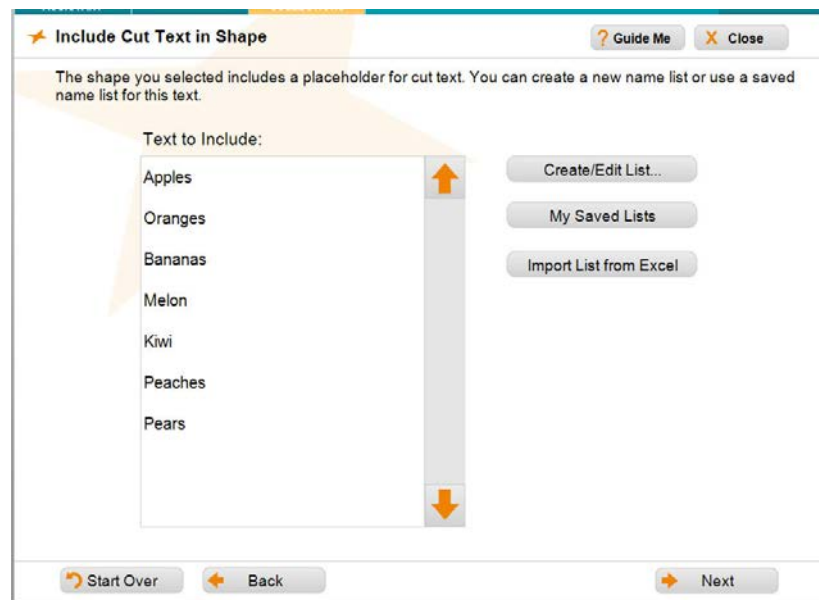 Include Cut Text in Shape
? Guide Me
X Close
The shape you selected includes a placeholder for cut text. You can create a new name list or use a saved
name list for this text.
Text to Include:
Apples
Oranges
Bananas
Melon
Kiwi
Peaches
Pears
Create/Edit List...
My Saved Lists
Import List from Excel
Start Over
Back
Next